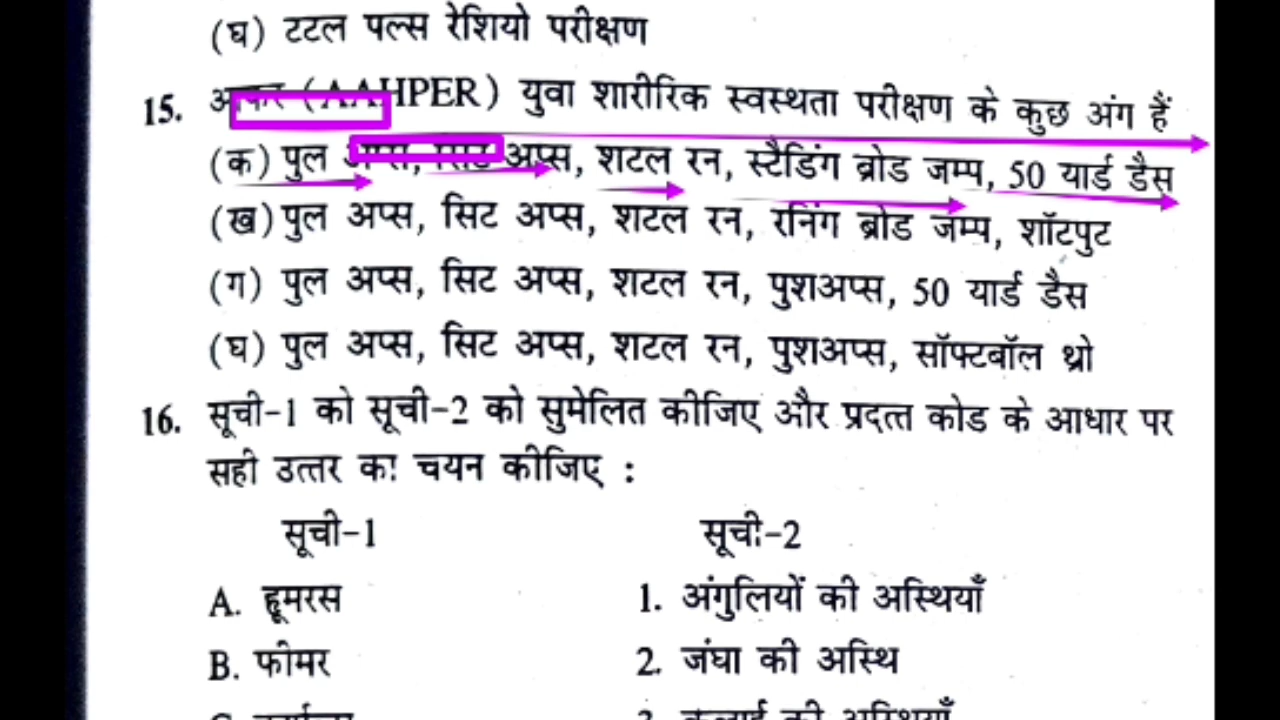 (घ) टटल पल्स रेशियो परीक्षण
15. (AAHPER) युवा शारीरिक स्वस्थता परीक्षण के कुछ अंग हैं
(क) पुल अप्स, सिट अप्स, शटल रन, स्टैडिंग ब्रोड जम्प, 50 यार्ड डैस
(ख) पुल अप्स, सिट अप्स, शटल रन, रनिंग ब्रोड जम्प, शॉटपुट
(ग) पुल अप्स, सिट अप्स, शटल रन, पुशअप्स, 50 यार्ड डैस
(घ) पुल अप्स, सिट अप्स, शटल रन, पुशअप्स, सॉफ्टबॉल थ्रो
16. सूची-1 को सूची-2 को सुमेलित कीजिए और प्रदत्त कोड के आधार पर
सही उत्तर का चयन कीजिए :
सूची-1 सूची-2
A. हूमरस 1. अंगुलियों की अस्थियाँ
B. फीमर 2. जंघा की अस्थि